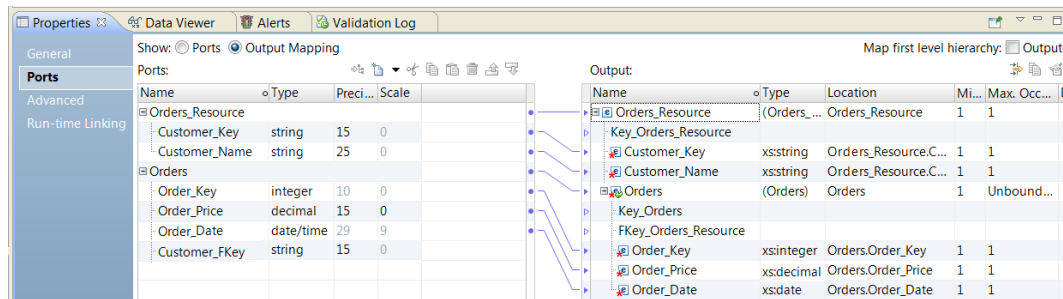 Properties Data Viewer Alerts Validation Log
General
Ports
Advanced
Run-time Linking
Show: Ports Output Mapping Map first level hierarchy: Output
Ports: Output:
Name Type Preci... Scale
Orders_Resource
Customer_Key string 15 0
Customer_Name string 25 0
Orders
Order_Key integer 10 0
Order_Price decimal 15 0
Order_Date date/time 29 9
Customer_FKey string 15 0
Name Type Location Mi... Max. Occ...
Orders_Resource (Orders_... Orders_Resource 1 1
Key_Orders_Resource
Customer_Key xs:string Orders_Resource.C... 1 1
Customer_Name xs:string Orders_Resource.C... 1 1
Orders (Orders) Orders 1 Unbound...
Key_Orders
FKey_Orders_Resource
Order_Key xs:integer Orders.Order_Key 1 1
Order_Price xs:decimal Orders.Order_Price 1 1
Order_Date xs:date Orders.Order_Date 1 1